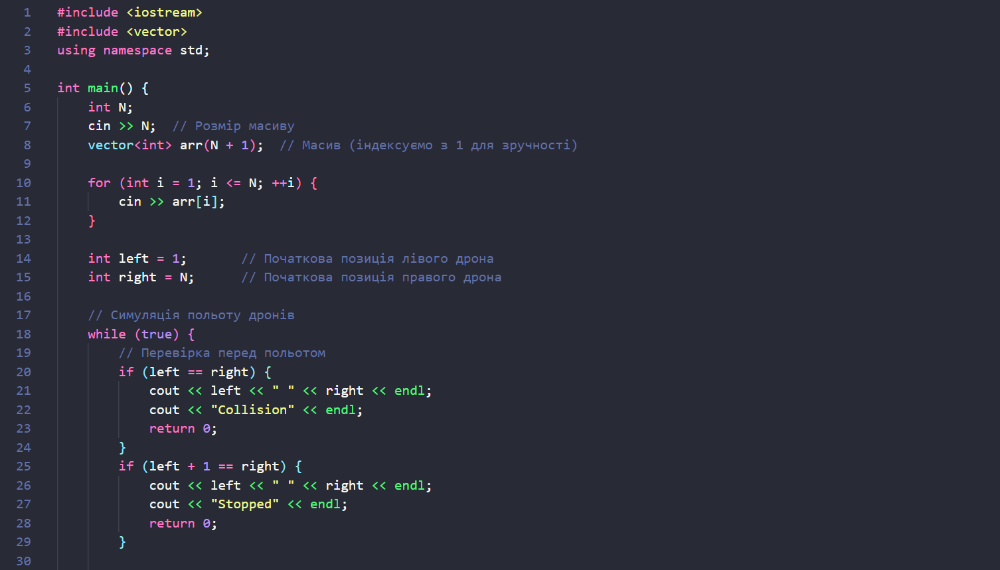 1 #include <iostream>
2 #include <vector>
3 using namespace std;
4
5 int main() {
6     int N;
7     cin >> N;  // Розмір масиву
8     vector<int> arr(N + 1);  // Масив (індексуємо з 1 для зручності)
9
10     for (int i = 1; i <= N; ++i) {
11         cin >> arr[i];
12     }
13
14     int left = 1;       // Початкова позиція лівого дрона
15     int right = N;      // Початкова позиція правого дрона
16
17     // Симуляція польоту дронів
18     while (true) {
19         // Перевірка перед польотом
20         if (left == right) {
21             cout << left << " " << right << endl;
22             cout << "Collision" << endl;
23             return 0;
24         }
25         if (left + 1 == right) {
26             cout << left << " " << right << endl;
27             cout << "Stopped" << endl;
28             return 0;
29         }
30